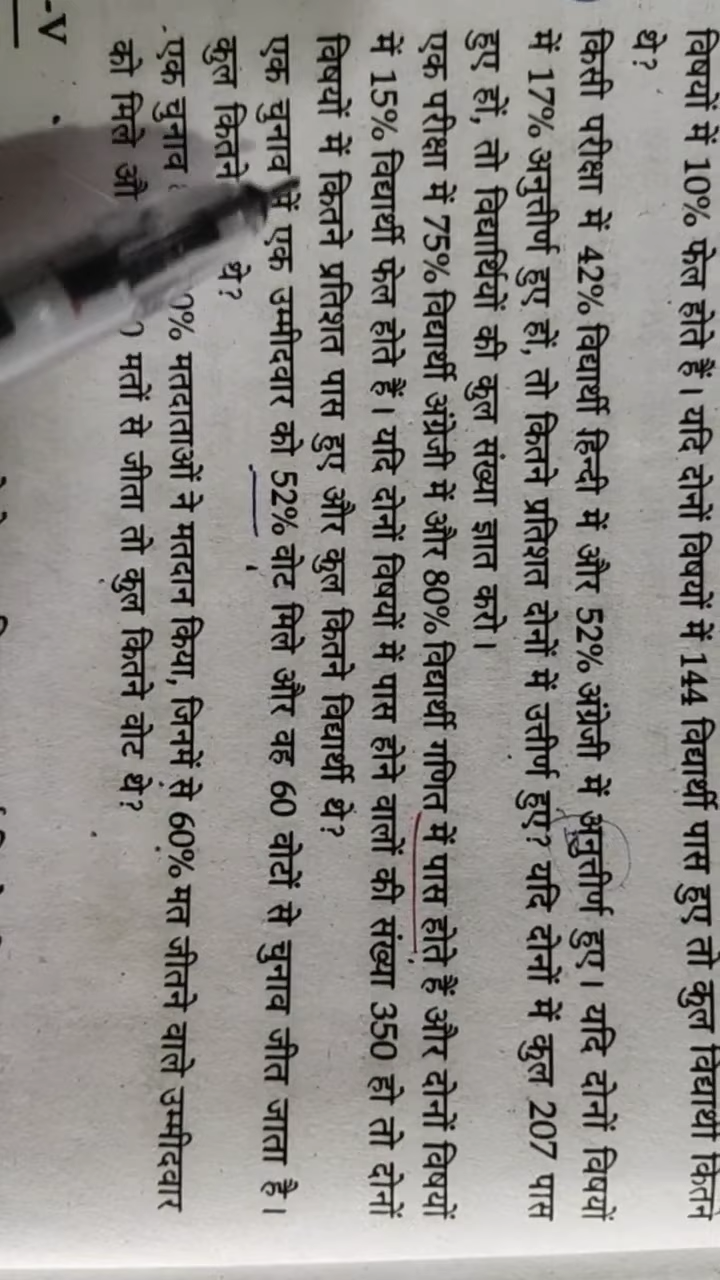 विषयों में 10% फेल होते हैं। यदि दोनों विषयों में 144 विद्यार्थी पास हुए तो कुल विद्यार्थी कितने
थे?
किसी परीक्षा में 42% विद्यार्थी हिन्दी में और 52% अंग्रेजी में अनुत्तीर्ण हुए। यदि दोनों विषयों
में 17% अनुत्तीर्ण हुए हों, तो कितने प्रतिशत दोनों में उत्तीर्ण हुए? यदि दोनों में कुल 207 पास
हुए हों, तो विद्यार्थियों की कुल संख्या ज्ञात करो।
एक परीक्षा में 75% विद्यार्थी अंग्रेजी में और 80% विद्यार्थी गणित में पास होते हैं और दोनों विषयों
में 15% विद्यार्थी फेल होते हैं। यदि दोनों विषयों में पास होने वालों की संख्या 350 हो तो दोनों
विषयों में कितने प्रतिशत पास हुए और कुल कितने विद्यार्थी थे?
एक चुनाव में एक उम्मीदवार को 52% वोट मिले और वह 60 वोटों से चुनाव जीत जाता है।
कुल कितने थे?
एक चुनाव 0% मतदाताओं ने मतदान किया, जिनमें से 60% मत जीतने वाले उम्मीदवार
को मिले औ मतों से जीता तो कुल कितने वोट थे?
-V